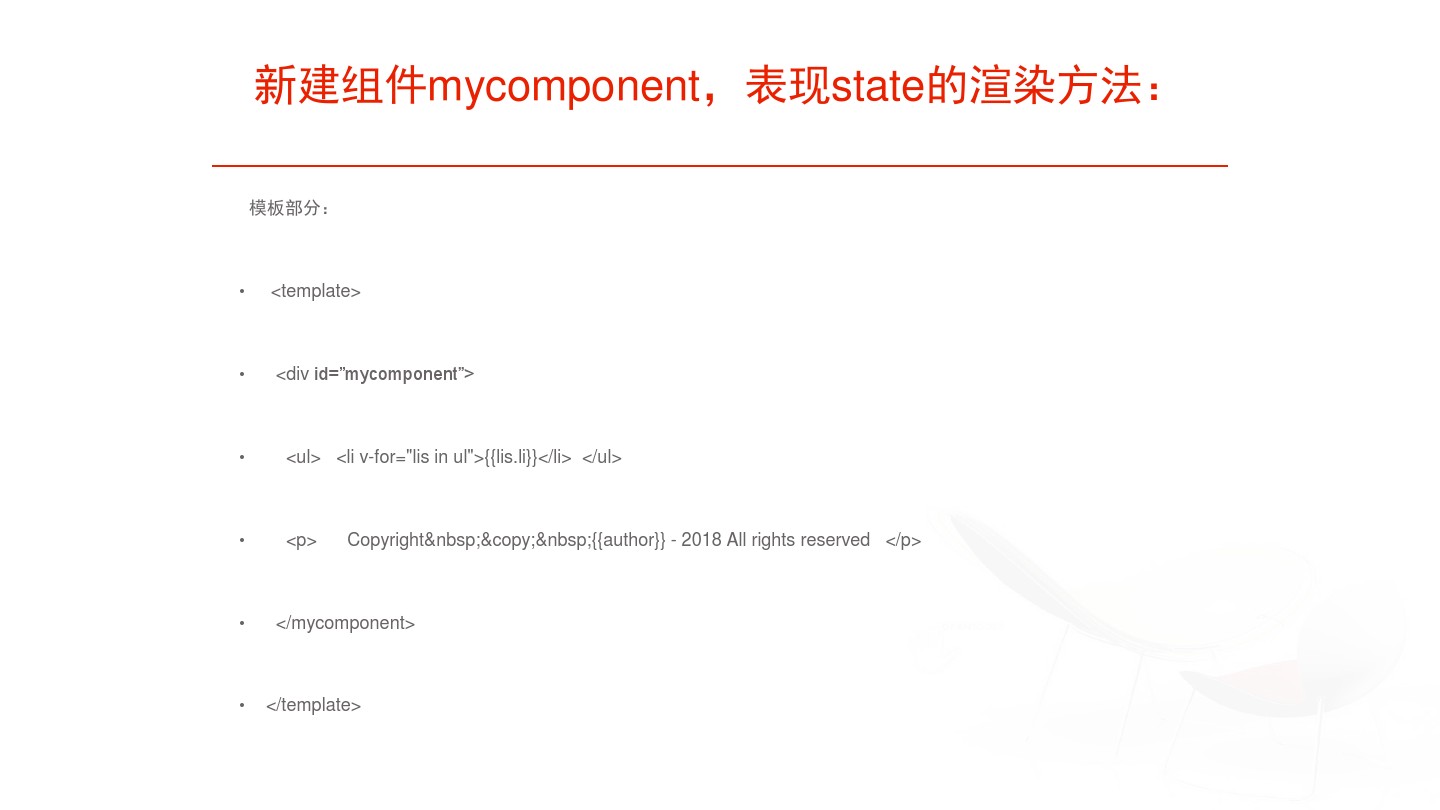 新建组件mycomponent，表现state的渲染方法：
模板部分：
• <template>
• <div id=”mycomponent”>
• <ul> <li v-for="lis in ul">{{lis.li}}</li> </ul>
• <p> Copyright&nbsp;&copy;&nbsp;{{author}} - 2018 All rights reserved </p>
• </mycomponent>
• </template>